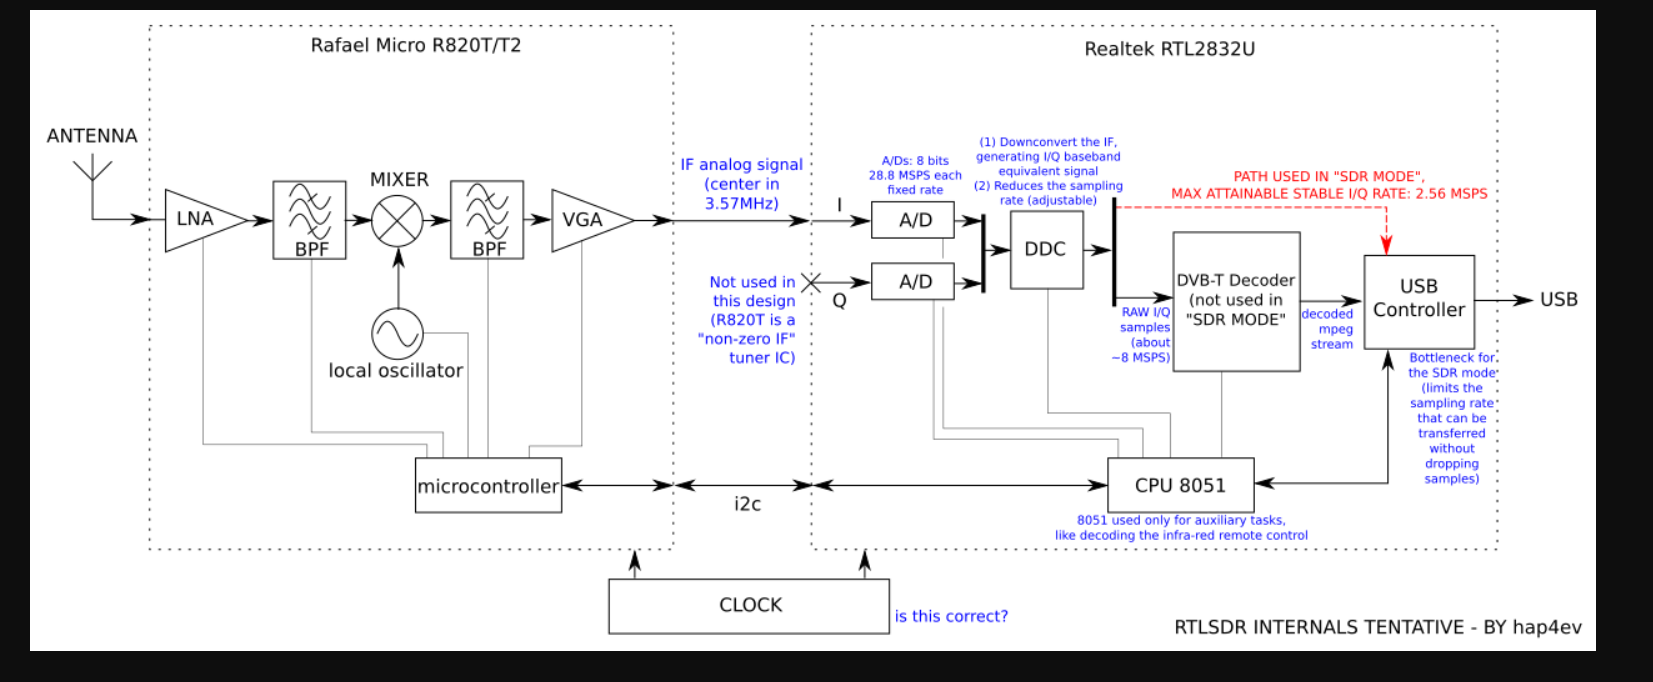 Rafael Micro R820T/T2
Realtek RTL2832U
ANTENNA
LNA
BPF
MIXER
BPF
VGA
local oscillator
microcontroller
IF analog signal
(center in
3.57MHz)
Not used in
this design
(R820T is a
"non-zero IF"
tuner IC)
i2c
I
Q
A/Ds: 8 bits
28.8 MSPS each
fixed rate
A/D
A/D
(1) Downconvert the IF,
generating I/Q baseband
equivalent signal
(2) Reduces the sampling
rate (adjustable)
DDC
PATH USED IN "SDR MODE",
MAX ATTAINABLE STABLE I/Q RATE: 2.56 MSPS
RAW I/Q
samples
(about
~8 MSPS)
DVB-T Decoder
(not used in
"SDR MODE"
decoded
mpeg
stream
USB
Controller
USB
Bottleneck for
the SDR mode
(limits the
sampling rate
that can be
transferred
without
dropping
samples)
CPU 8051
8051 used only for auxiliary tasks,
like decoding the infra-red remote control
CLOCK
is this correct?
RTLSDR INTERNALS TENTATIVE - BY hap4ev